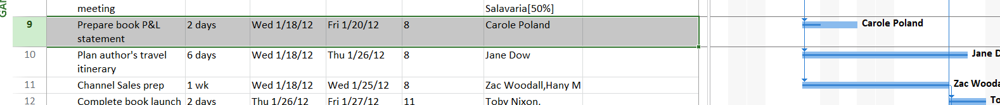 GAN
meeting Salavaria[50%]
9 Prepare book P&L 2 days Wed 1/18/12 Fri 1/20/12 8 Carole Poland Carole Poland
statement
10 Plan author's travel 6 days Wed 1/18/12 Thu 1/26/12 8 Jane Dow Jane D
itinerary
11 Channel Sales prep 1 wk Wed 1/18/12 Wed 1/25/12 8 Zac Woodall,Hany M Zac Wooda
12 Complete book launch 2 days Thu 1/26/12 Fri 1/27/12 11 Toby Nixon, To